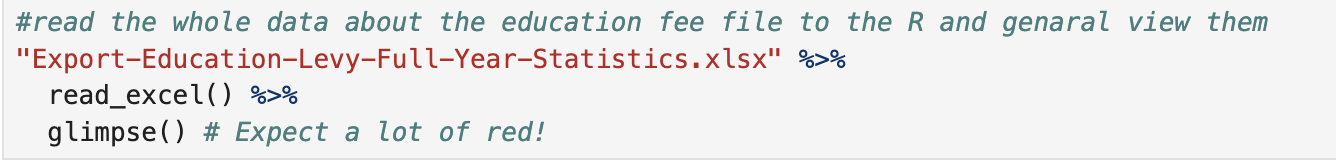 #read the whole data about the education fee file to the R and genaral view them
"Export-Education-Levy-Full-Year-Statistics.xlsx" %>%
  read_excel() %>%
  glimpse() # Expect a lot of red!